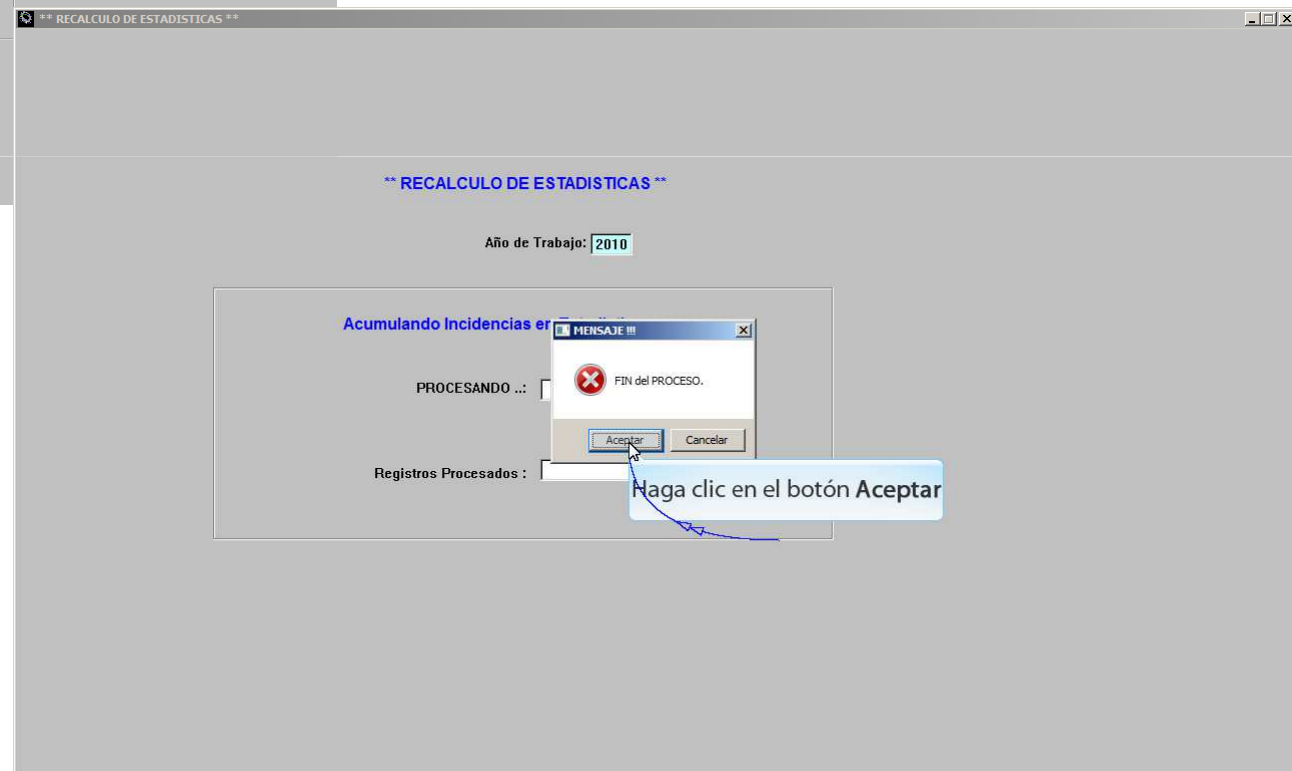 ** RECALCULO DE ESTADISTICAS **
** RECALCULO DE ESTADISTICAS **
Año de Trabajo: 2010
Acumulando Incidencias
MENSAJE !!!
FIN del PROCESO.
PROCESANDO ..:
Aceptar Cancelar
Registros Procesados :
Haga clic en el botón Aceptar